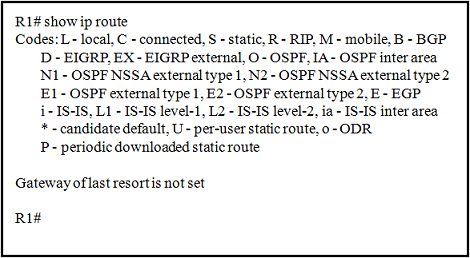 R1# show ip route
Codes: L - local, C - connected, S - static, R - RIP, M - mobile, B - BGP
D - EIGRP, EX - EIGRP external, O - OSPF, IA - OSPF inter area
N1 - OSPF NSSA external type 1, N2 - OSPF NSSA external type 2
E1 - OSPF external type 1, E2 - OSPF external type 2, E - EGP
i - IS-IS, L1 - IS-IS level-1, L2 - IS-IS level-2, ia - IS-IS inter area
* - candidate default, U - per-user static route, o - ODR
P - periodic downloaded static route
Gateway of last resort is not set
R1#